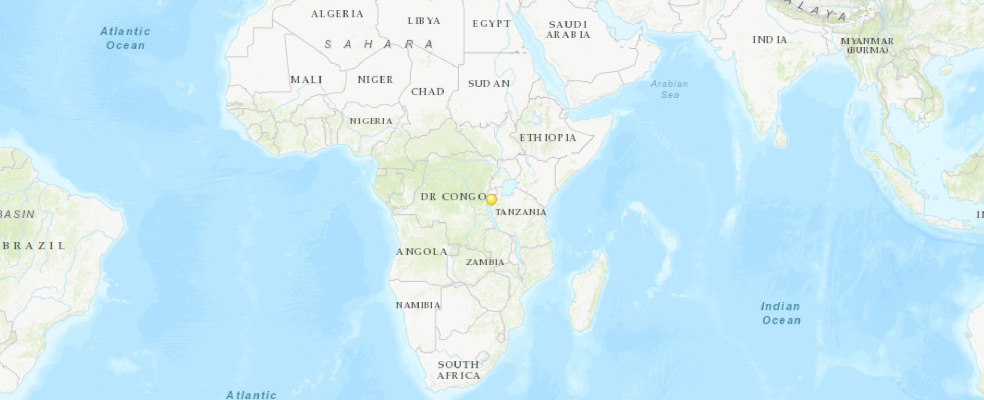 ALGERIA
LIBYA
EGYPT
SAUDI
ARABIA
Atlantic
Ocean
SAHARA
INDIA
MYANMAR
(BURMA)
MALI
NIGER
CHAD
SUDAN
Arabian
Sea
NIGERIA
ETHIOPIA
DR CONGO
TANZANIA
BASIN
BRAZIL
ANGOLA
ZAMBIA
NAMIBIA
Indian
Ocean
SOUTH
AFRICA
Atlantic